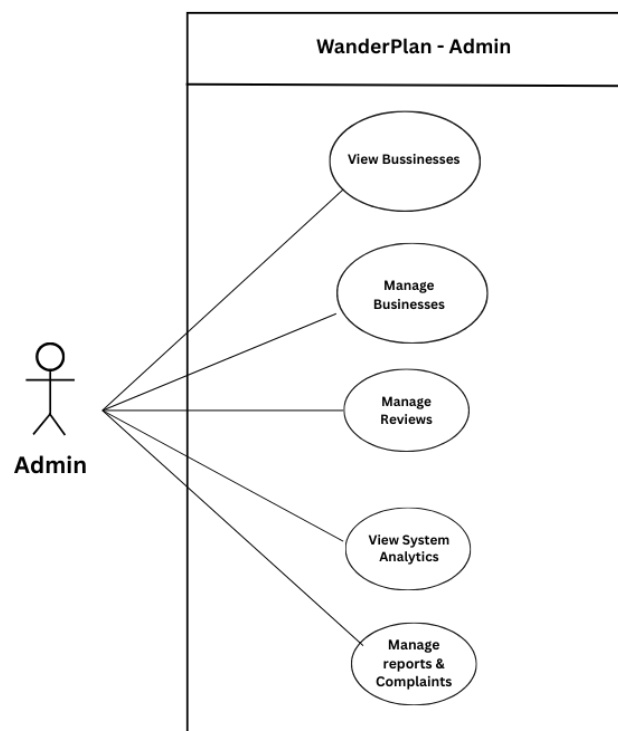 WanderPlan - Admin
View Bussinesses
Manage
Businesses
Manage
Reviews
Admin
View System
Analytics
Manage
reports &
Complaints